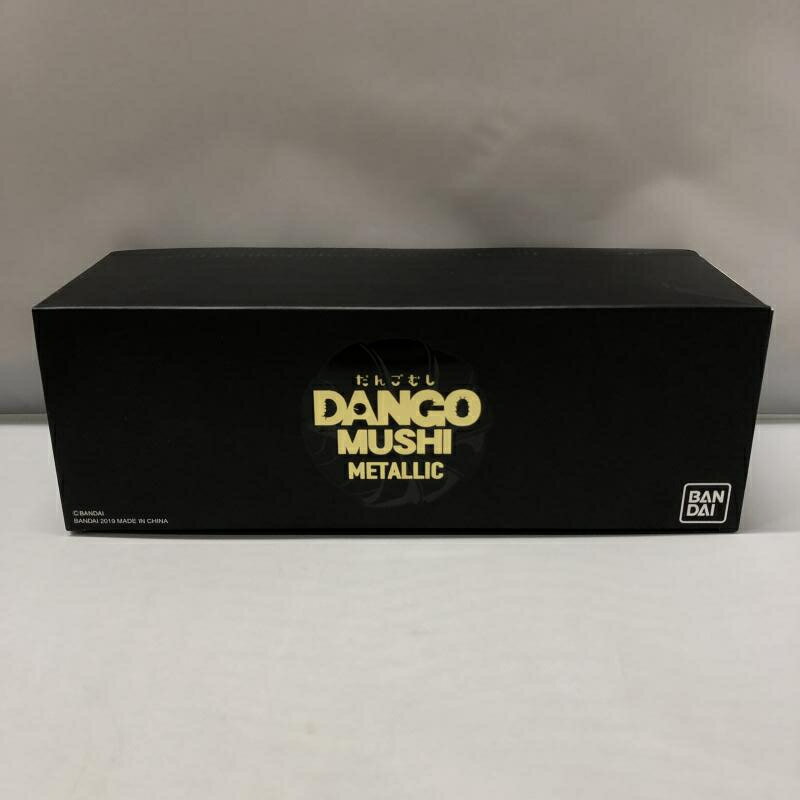 だんごむし
DANGO
MUSHI
METALLIC
©BANDAI
BANDAI 2019 MADE IN CHINA
BAN
DAI